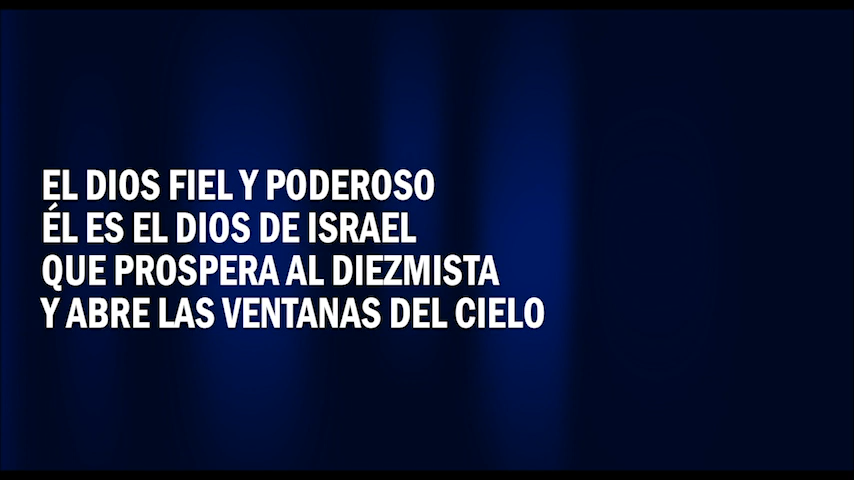 EL DIOS FIEL Y PODEROSO
ÉL ES EL DIOS DE ISRAEL
QUE PROSPERA AL DIEZMISTA
Y ABRE LAS VENTANAS DEL CIELO